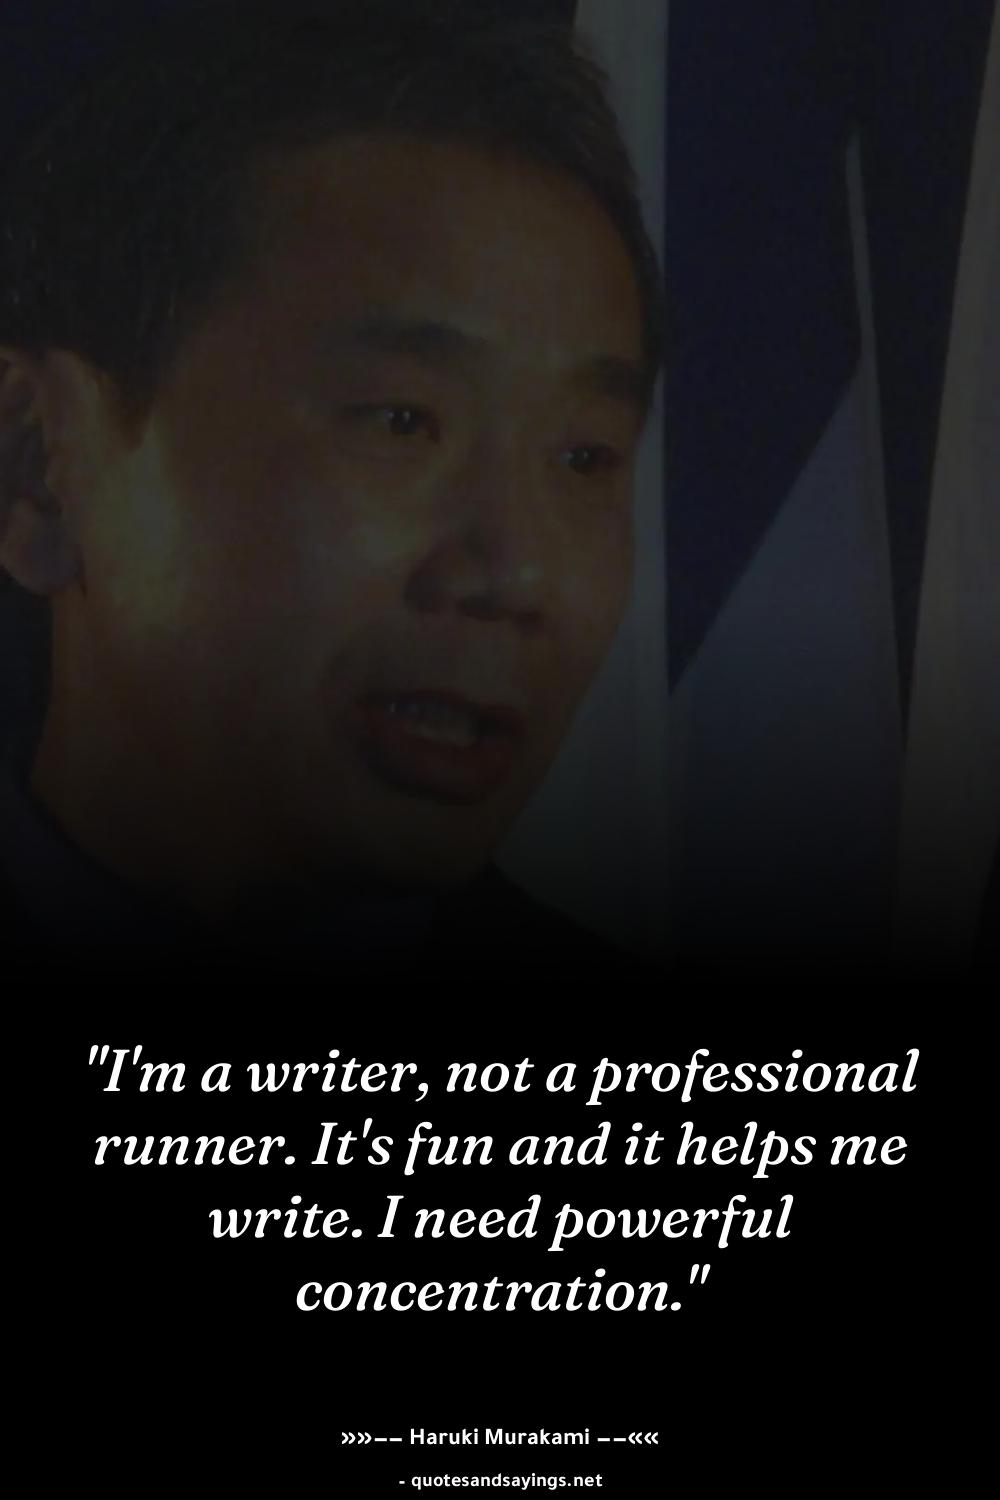 "I'm a writer, not a professional
runner. It's fun and it helps me
write. I need powerful
concentration."
»»−− Haruki Murakami −−««
- quotesandsayings.net